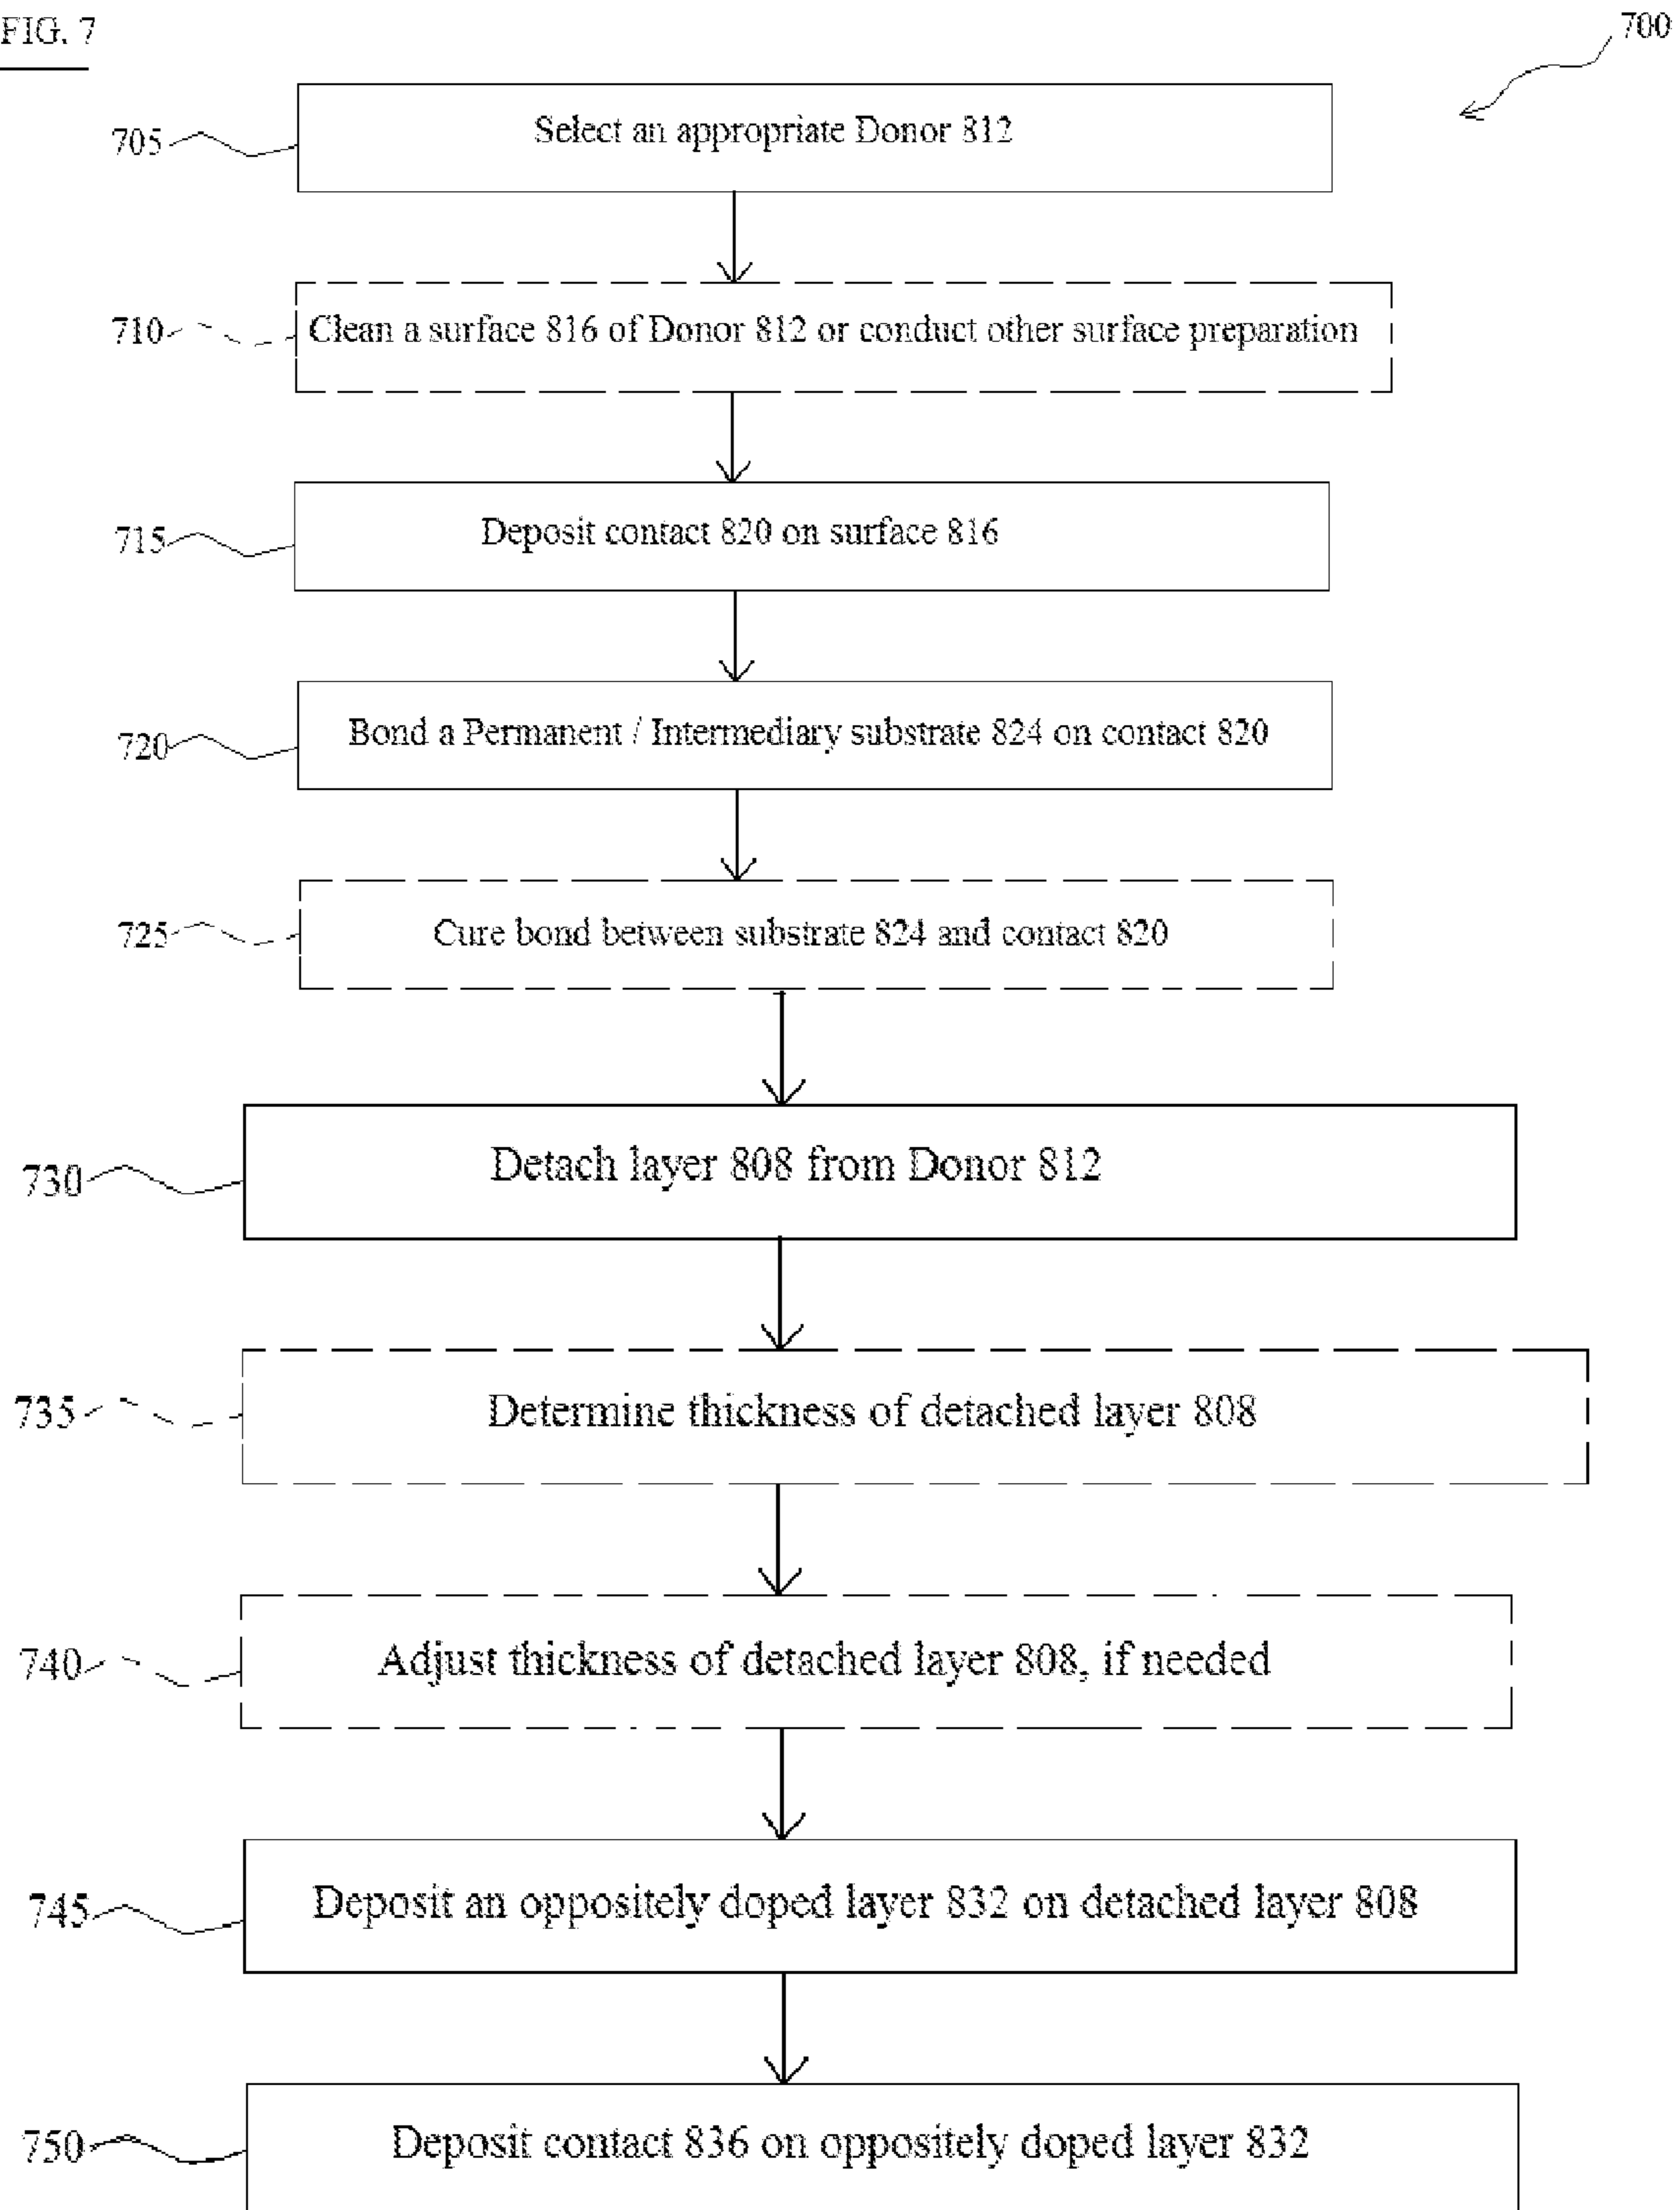 FIG. 7
700
705
Select an appropriate Donor 812
710
Clean a surface 816 of Donor 812 or conduct other surface preparation
715
Deposit contact 820 on surface 816
720
Bond a Permanent / Intermediary substrate 824 on contact 820
725
Cure bond between substrate 824 and contact 820
730
Detach layer 808 from Donor 812
735
Determine thickness of detached layer 808
740
Adjust thickness of detached layer 808, if needed
745
Deposit an oppositely doped layer 832 on detached layer 808
750
Deposit contact 836 on oppositely doped layer 832